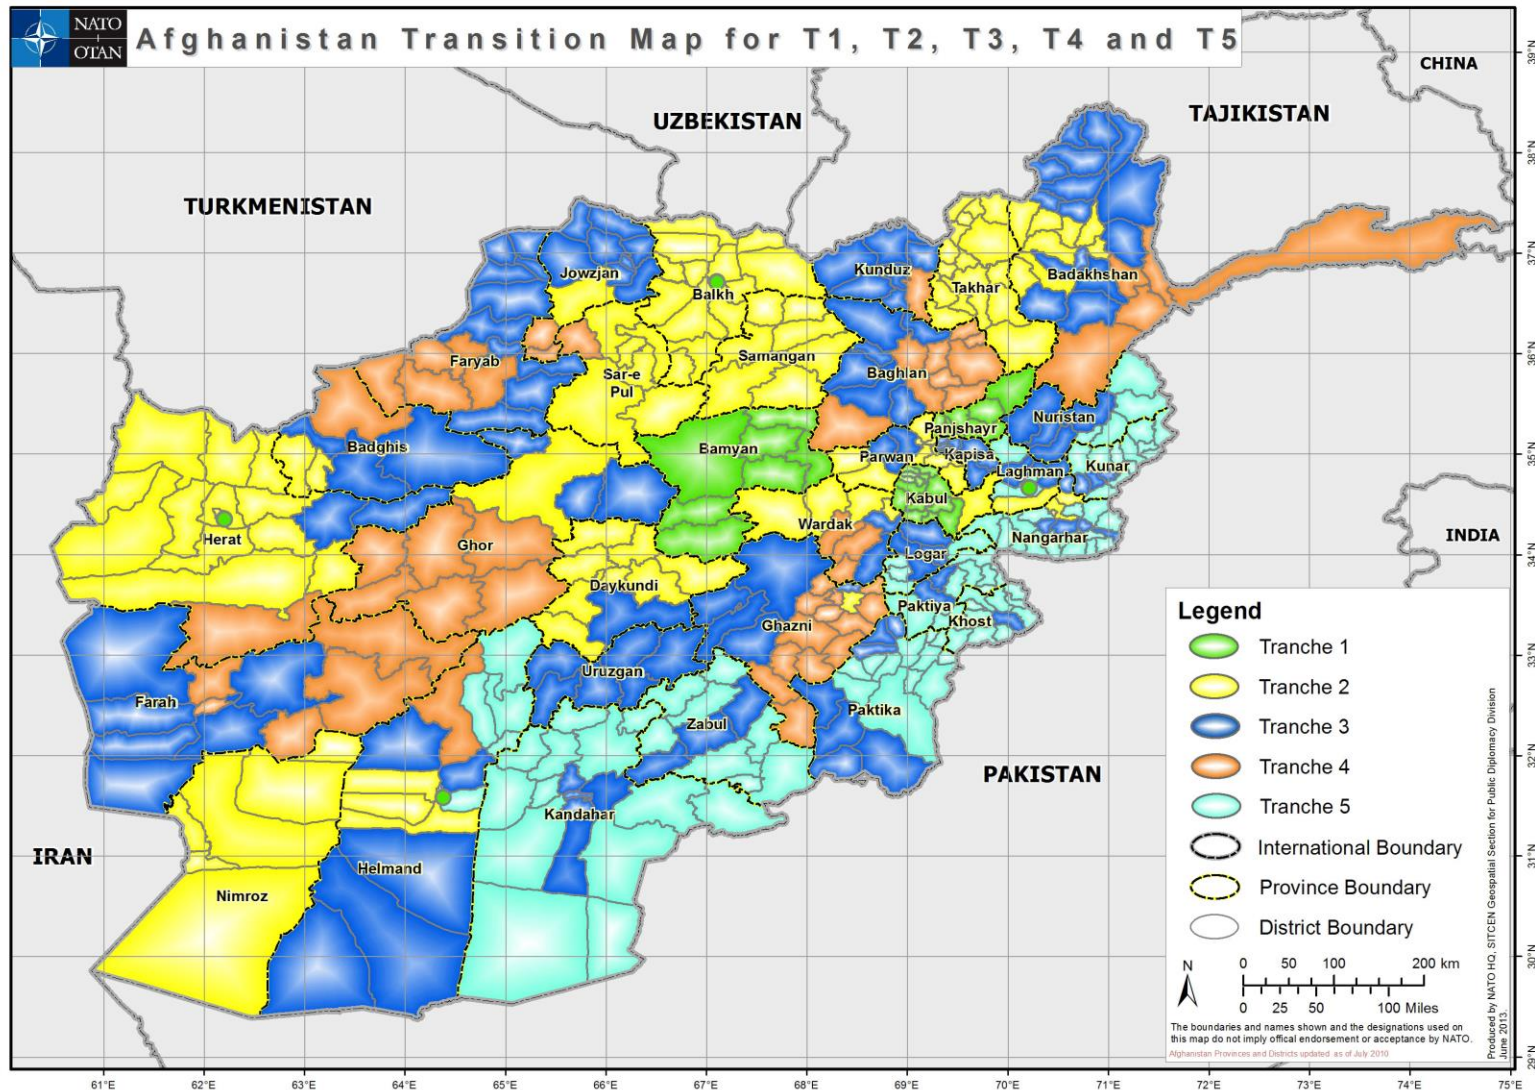 NATO
OTAN
Afghanistan Transition Map for T1, T2, T3, T4 and T5
CHINA
TAJIKISTAN
UZBEKISTAN
TURKMENISTAN
Jowzjan
Balkh
Kunduz
Takhar
Badakhshan
Faryab
Sar-e
Pul
Samangan
Baghlan
Badghis
Bamyan
Panjshayr
Nuristan
Parwan
Kapisa
Laghman
Kunar
Kabul
Herat
Ghor
Wardak
Logar
Nangarhar
INDIA
Daykundi
Ghazni
Paktiya
Khost
Farah
Uruzgan
Zabul
Paktika
PAKISTAN
Kandahar
IRAN
Helmand
Nimroz
Legend
Tranche 1
Tranche 2
Tranche 3
Tranche 4
Tranche 5
International Boundary
Province Boundary
District Boundary
N
0 50 100 200 km
0 25 50 100 Miles
The boundaries and names shown and the designations used on
this map do not imply offical endorsement or acceptance by NATO.
Afghanistan Provinces and Districts updated as of July 2010
Produced by NATO HQ, SITCEN Geospatial Section for Public Diplomacy Division
June 2013.
39°N
38°N
37°N
36°N
35°N
34°N
33°N
32°N
31°N
30°N
29°N
61°E 62°E 63°E 64°E 65°E 66°E 67°E 68°E 69°E 70°E 71°E 72°E 73°E 74°E 75°E